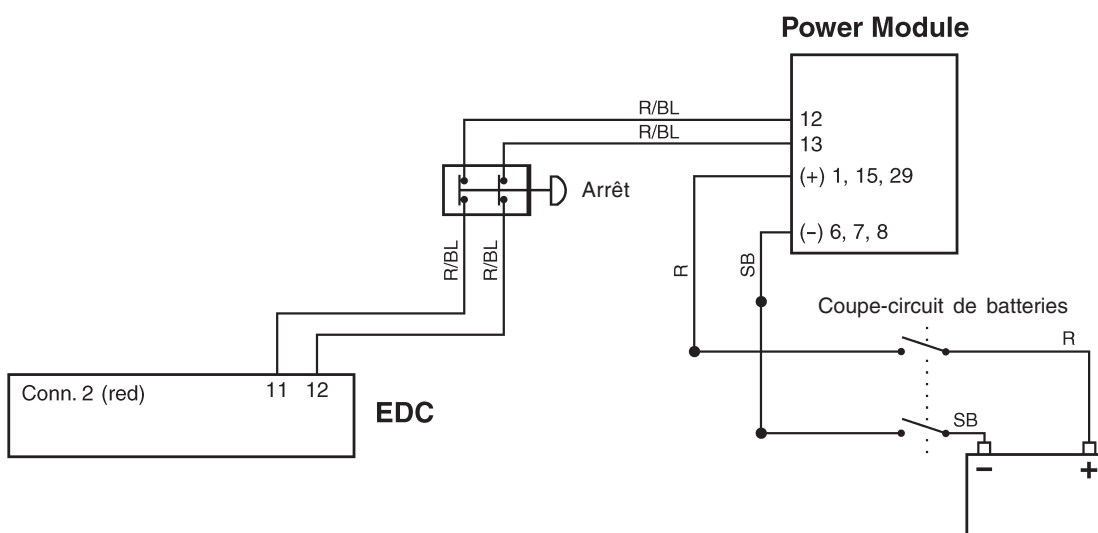 Power Module
R/BL
12
R/BL
13
(+) 1, 15, 29
Arrêt
(–) 6, 7, 8
R/BL
R/BL
R
SB
Coupe-circuit de batteries
R
Conn. 2 (red)
11
12
EDC
SB
–
+